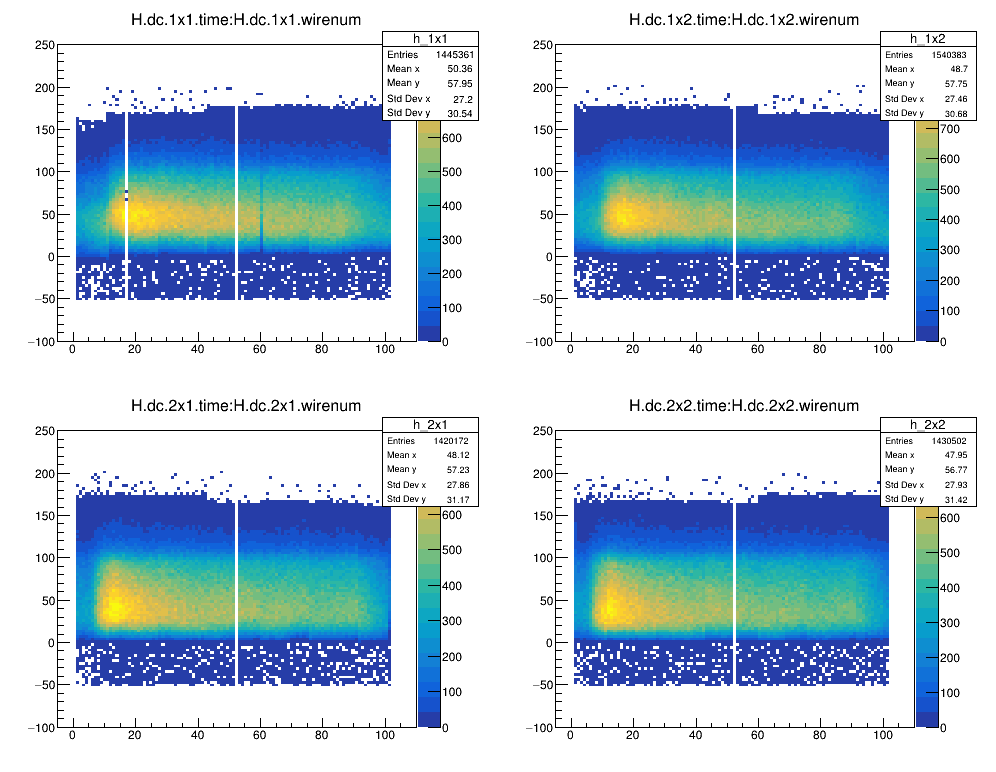 H.dc.1x1.time:H.dc.1x1.wirenum
h_1x1
Entries 1445361
Mean x 50.36
Mean y 57.95
Std Dev x 27.2
Std Dev y 30.54
250
200
150
100
50
0
−50
−100
0 20 40 60 80 100
600
500
400
300
200
100
0
H.dc.1x2.time:H.dc.1x2.wirenum
h_1x2
Entries 1540383
Mean x 48.7
Mean y 57.75
Std Dev x 27.46
Std Dev y 30.68
250
200
150
100
50
0
−50
−100
0 20 40 60 80 100
700
600
500
400
300
200
100
0
H.dc.2x1.time:H.dc.2x1.wirenum
h_2x1
Entries 1420172
Mean x 48.12
Mean y 57.23
Std Dev x 27.86
Std Dev y 31.17
250
200
150
100
50
0
−50
−100
0 20 40 60 80 100
600
500
400
300
200
100
0
H.dc.2x2.time:H.dc.2x2.wirenum
h_2x2
Entries 1430502
Mean x 47.95
Mean y 56.77
Std Dev x 27.93
Std Dev y 31.42
250
200
150
100
50
0
−50
−100
0 20 40 60 80 100
600
500
400
300
200
100
0